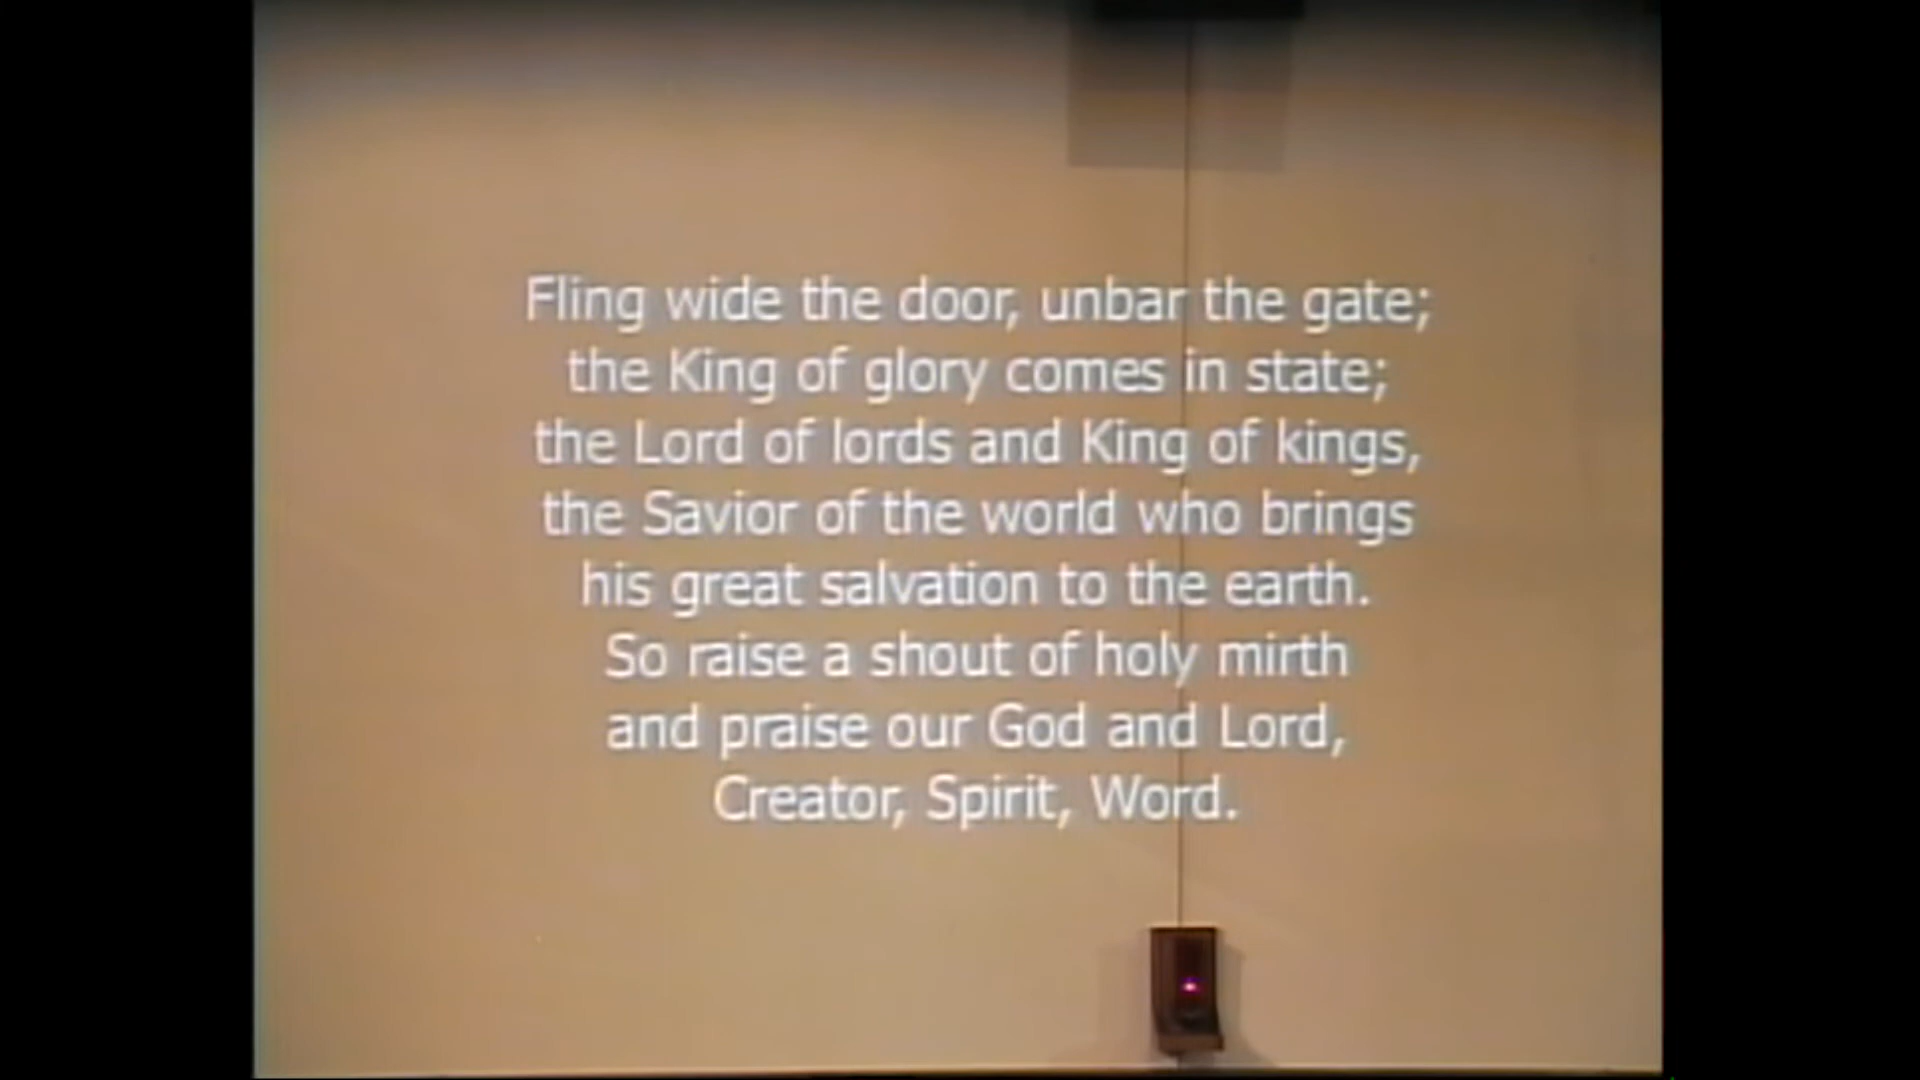 Fling wide the door, unbar the gate;
the King of glory comes in state;
the Lord of lords and King of kings,
the Savior of the world who brings
his great salvation to the earth.
So raise a shout of holy mirth
and praise our God and Lord,
Creator, Spirit, Word.